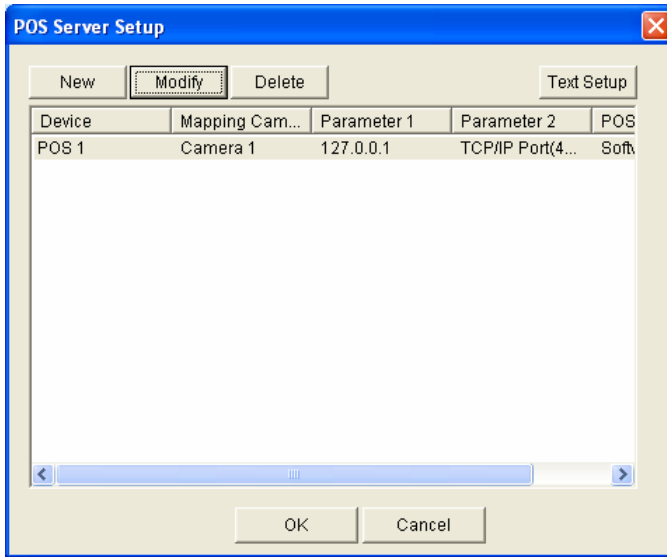 POS Server Setup
New Modify Delete Text Setup
Device Mapping Cam... Parameter 1 Parameter 2 POS
POS 1 Camera 1 127.0.0.1 TCP/IP Port(4...
OK Cancel